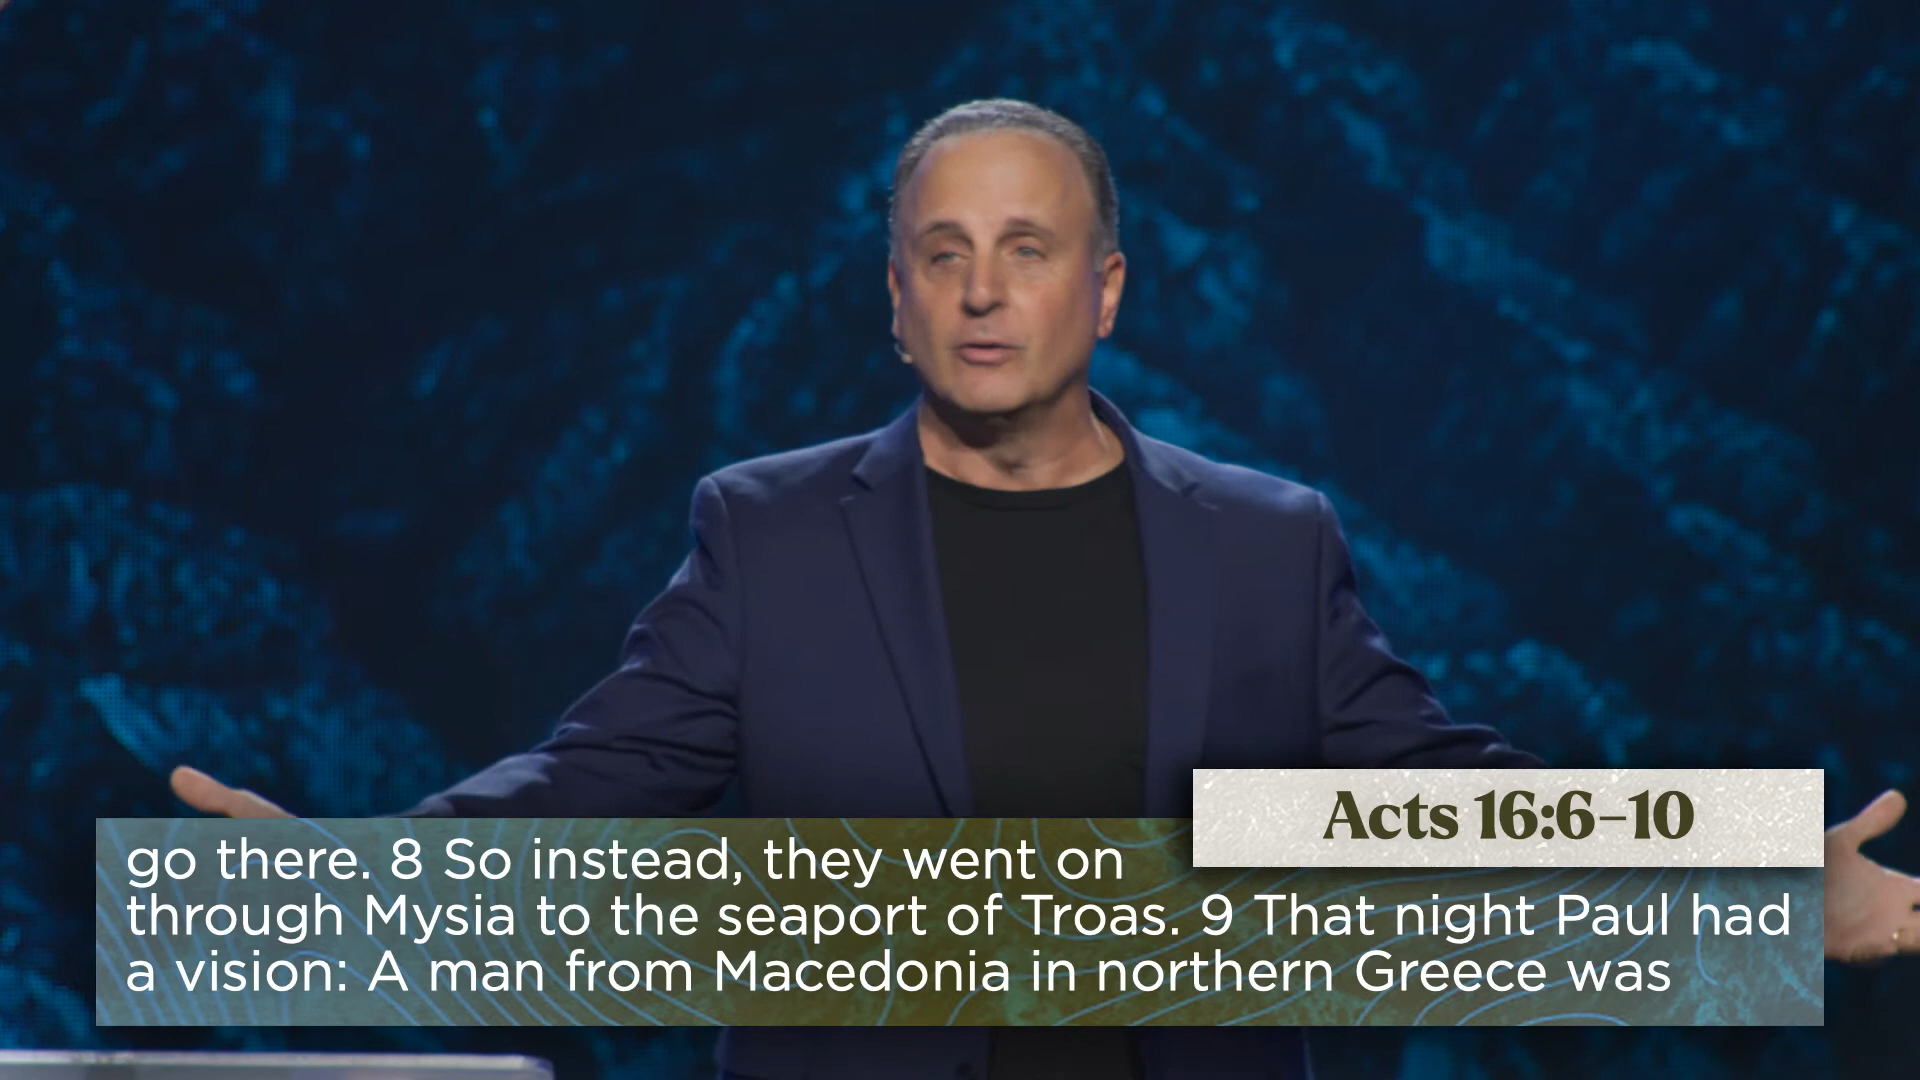 Acts 16:6–10
go there. 8 So instead, they went on
through Mysia to the seaport of Troas. 9 That night Paul had
a vision: A man from Macedonia in northern Greece was